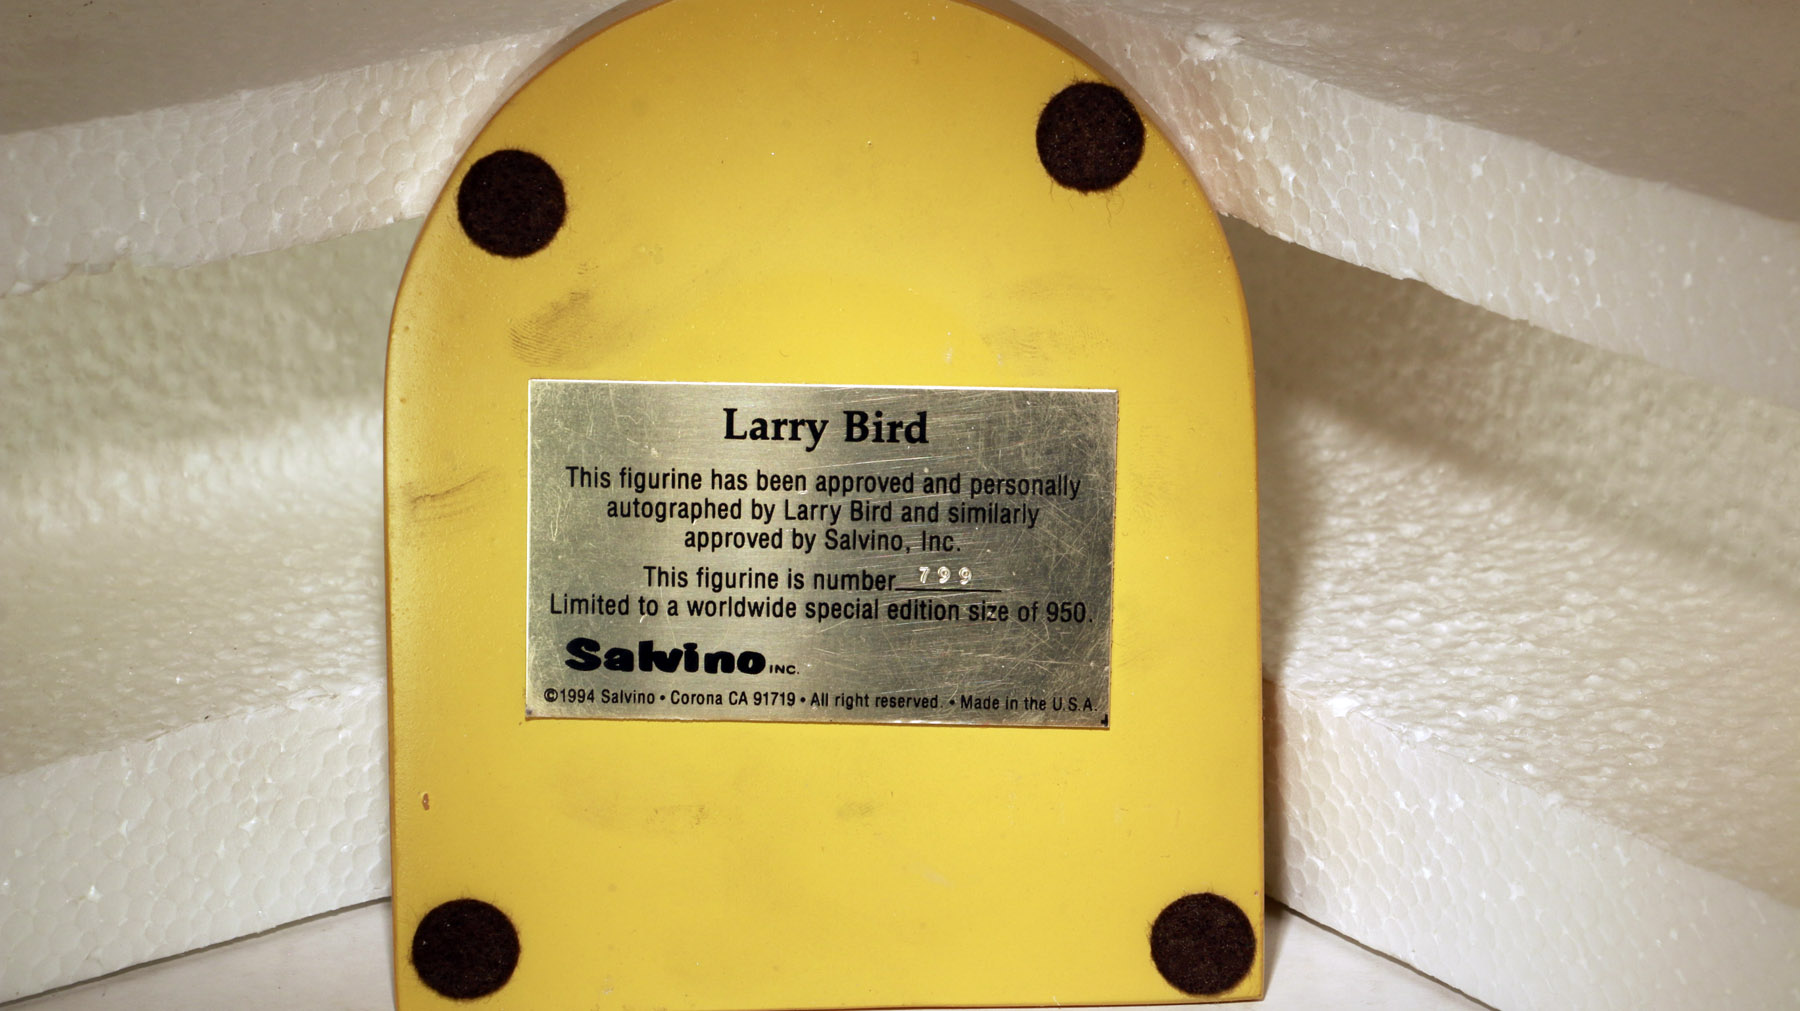 Larry Bird
This figurine has been approved and personally
autographed by Larry Bird and similarly
approved by Salvino, Inc.
This figurine is number 799
Limited to a worldwide special edition size of 950.
Salvino INC.
©1994 Salvino • Corona CA 91719 • All right reserved. • Made in the U.S.A.